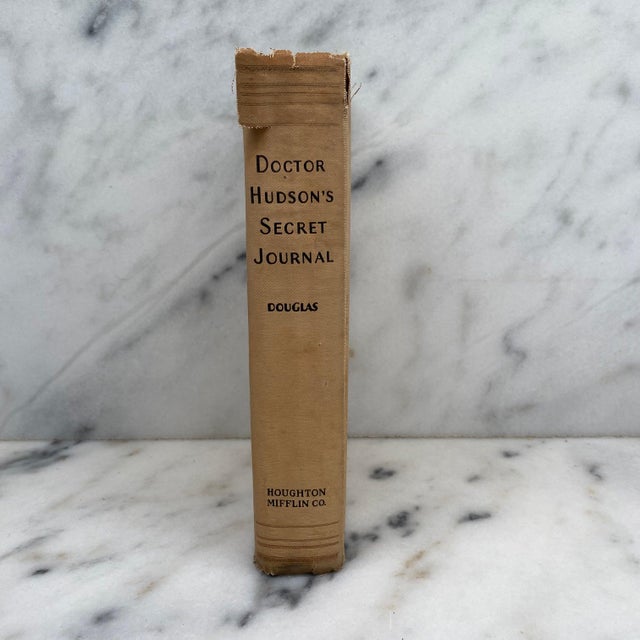 DOCTOR
HUDSON'S
SECRET
JOURNAL
DOUGLAS
HOUGHTON
MIFFLIN CO.